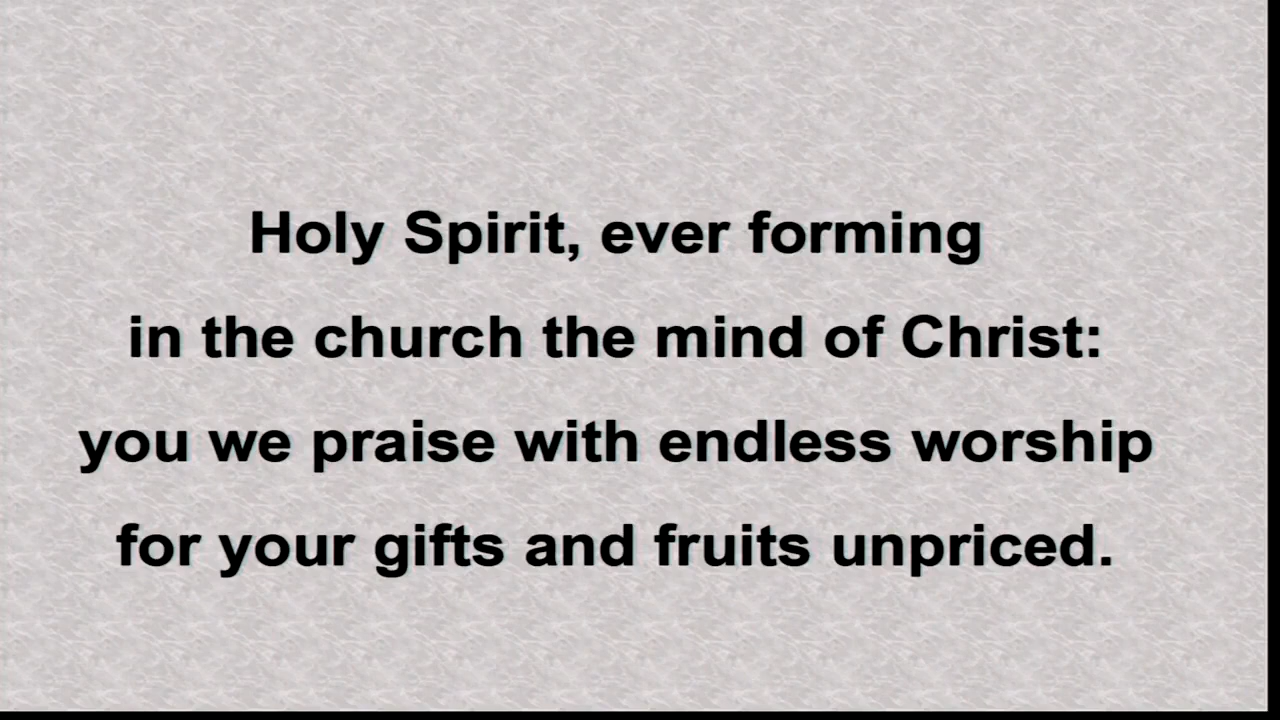 Holy Spirit, ever forming
in the church the mind of Christ:
you we praise with endless worship
for your gifts and fruits unpriced.